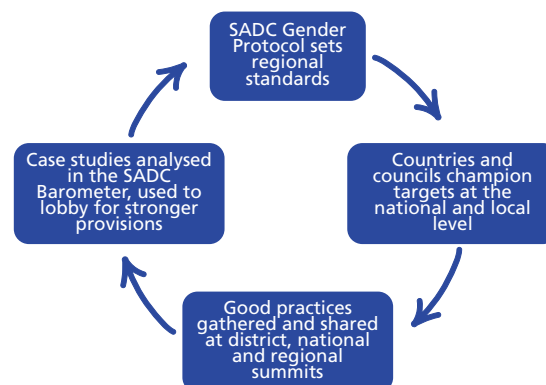 SADC Gender
Protocol sets
regional
standards
Countries and
councils champion
targets at the
national and local
level
Good practices
gathered and shared
at district, national
and regional
summits
Case studies analysed
in the SADC
Barometer, used to
lobby for stronger
provisions